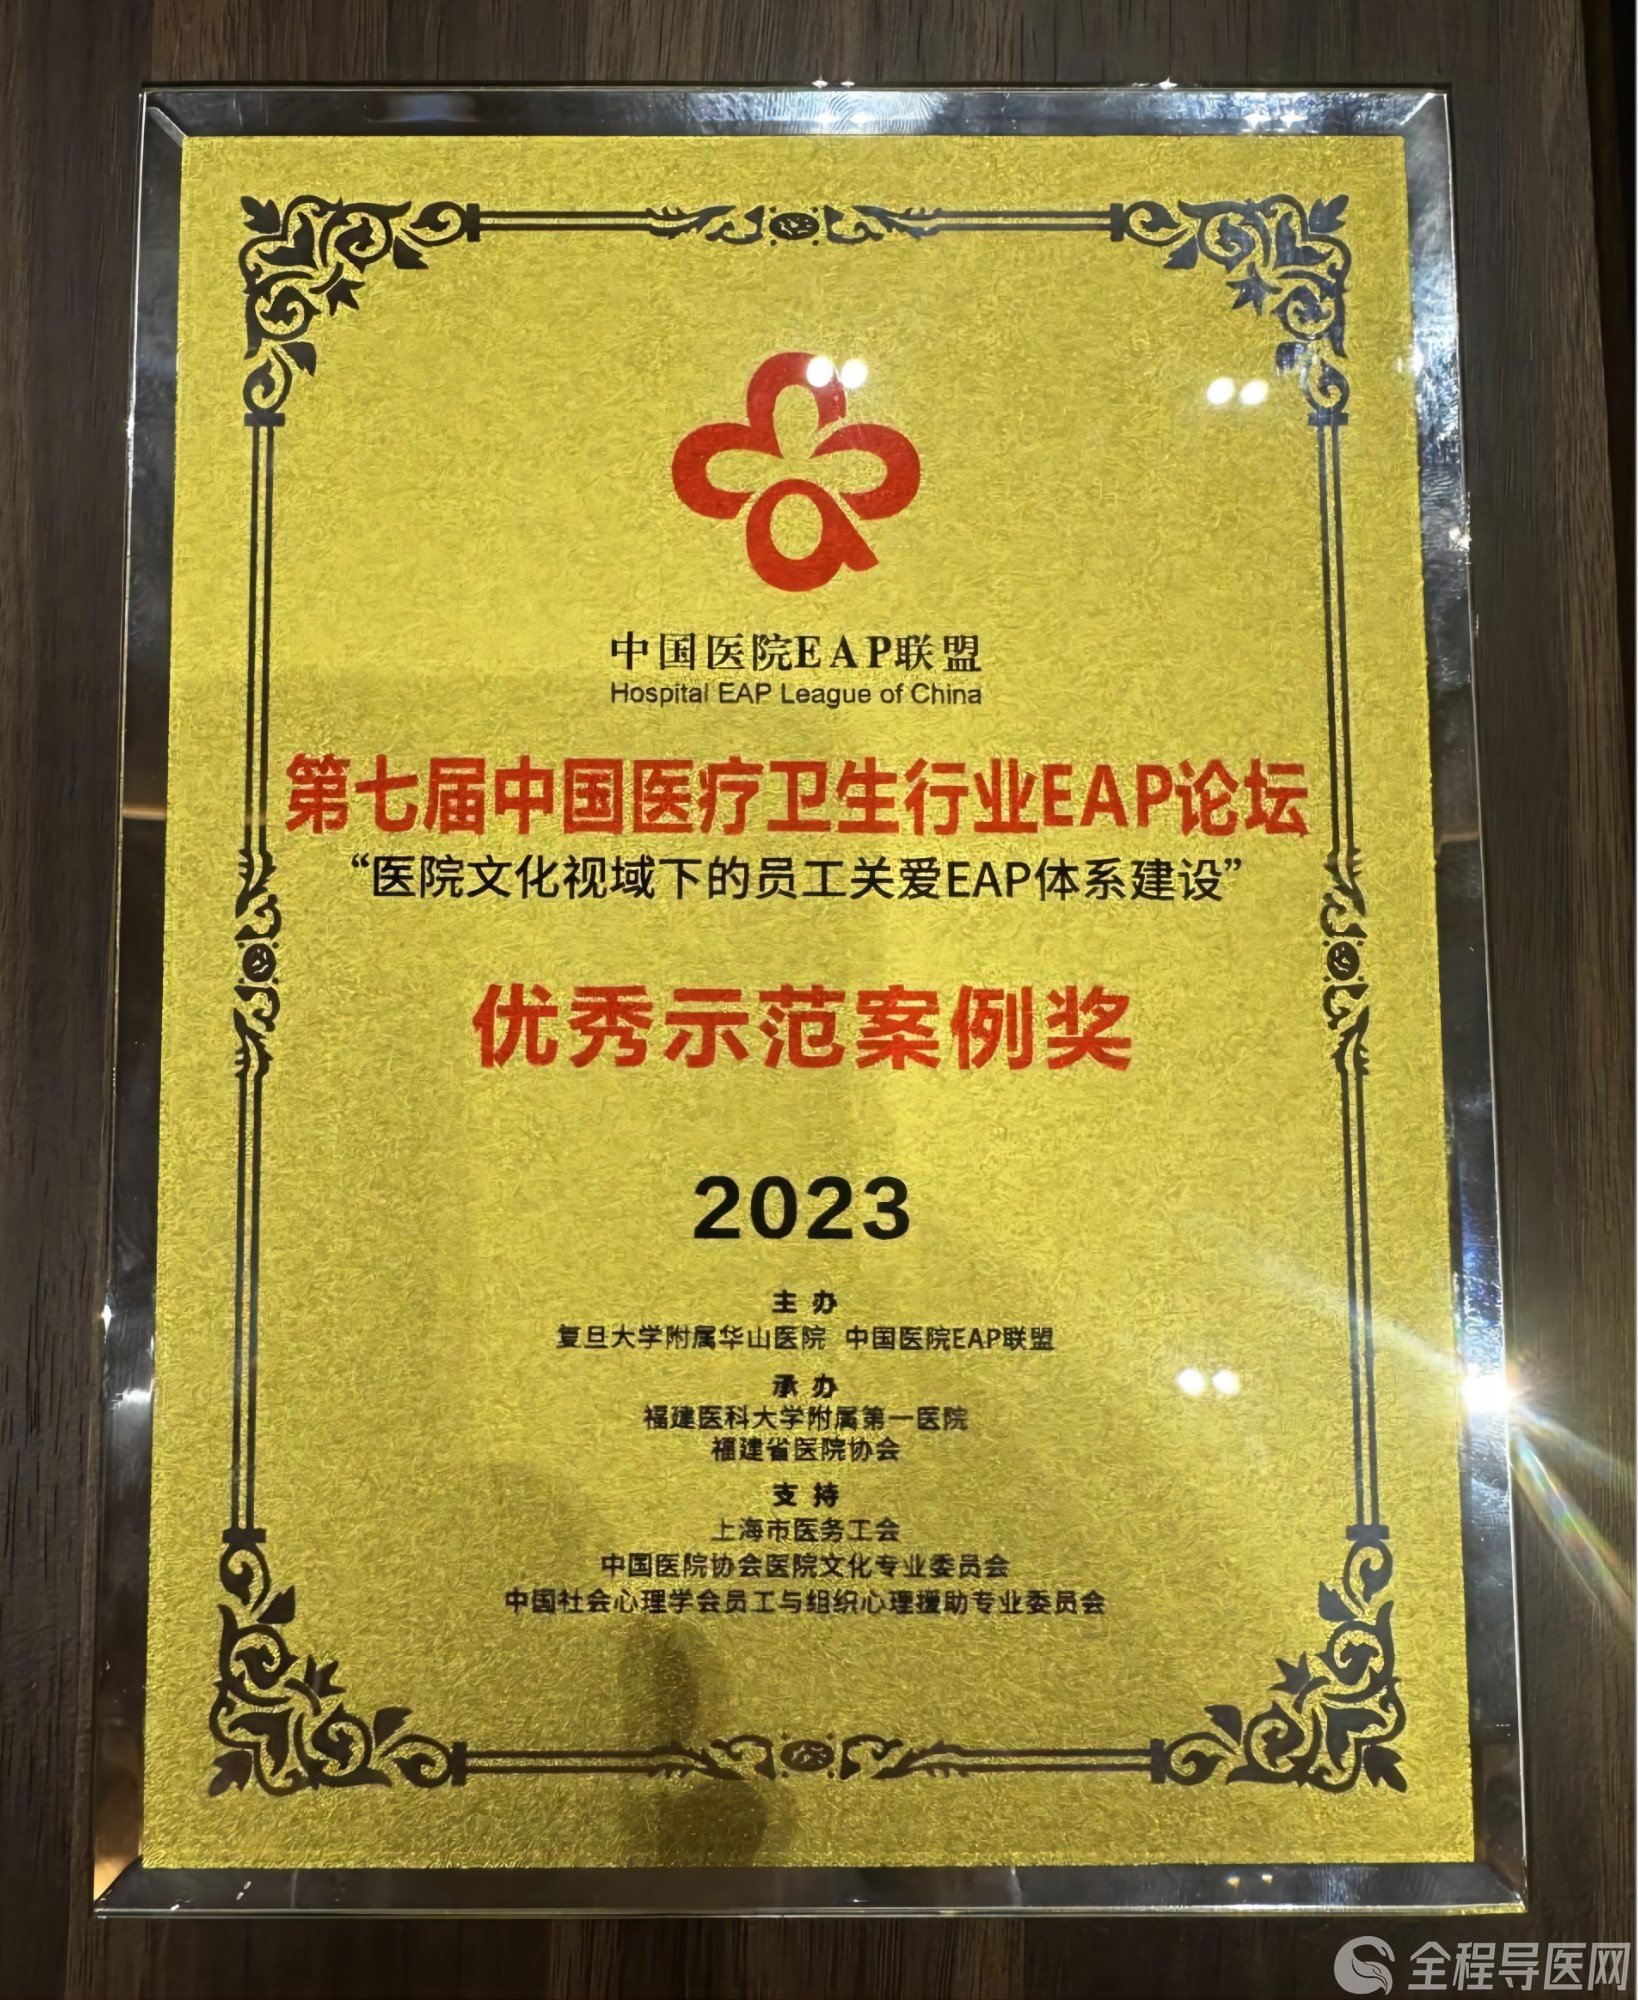 中国医院EAP联盟
Hospital EAP League of China
第七届中国医疗卫生行业EAP论坛
“医院文化视域下的员工关爱EAP体系建设”
优秀示范案例奖
2023
主 办
复旦大学附属华山医院 中国医院EAP联盟
承 办
福建医科大学附属第一医院
福建省医院协会
支 持
上海市医务工会
中国医院协会医院文化专业委员会
中国社会心理学会员工与组织心理援助专业委员会
全程导医网